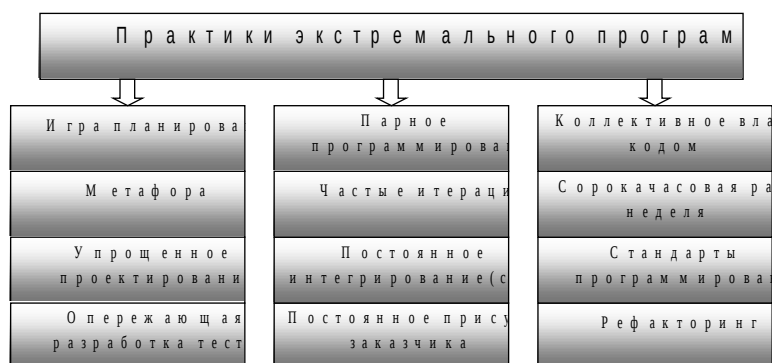 Практики экстремального програм
Игра планирова
Метафора
Упрощенное
проектировани
Опережающая
разработка тест
Парное
программирова
Частые итераци
Постоянное
интегрирование(с
Постоянное прису
заказчика
Коллективное вла
кодом
Сорокачасовая ра
неделя
Стандарты
программирова
Рефакторинг